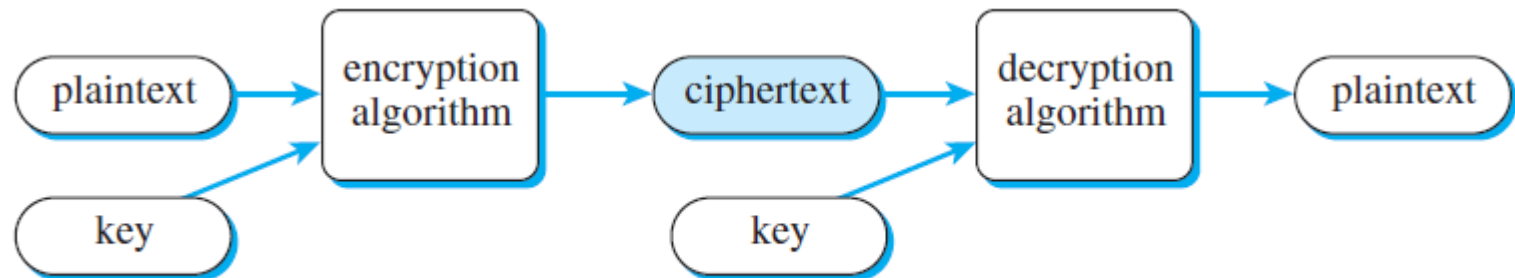 plaintext
encryption
algorithm
ciphertext
decryption
algorithm
plaintext
key
key